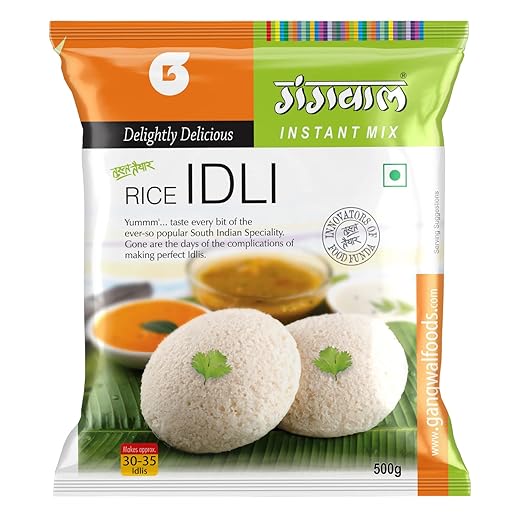 गंगवाल®
INSTANT MIX
Delightly Delicious
तुरन्त तैयार
RICE IDLI
Yummm'... taste every bit of the
ever-so popular South Indian Speciality.
Gone are the days of the complications of
making perfect Idlis.
INNOVATORS OF
तुरन्त
तैयार
FOOD FUNDA
Serving Suggestions
www.gangwalfoods.com
Makes approx.
30-35
Idlis
500g